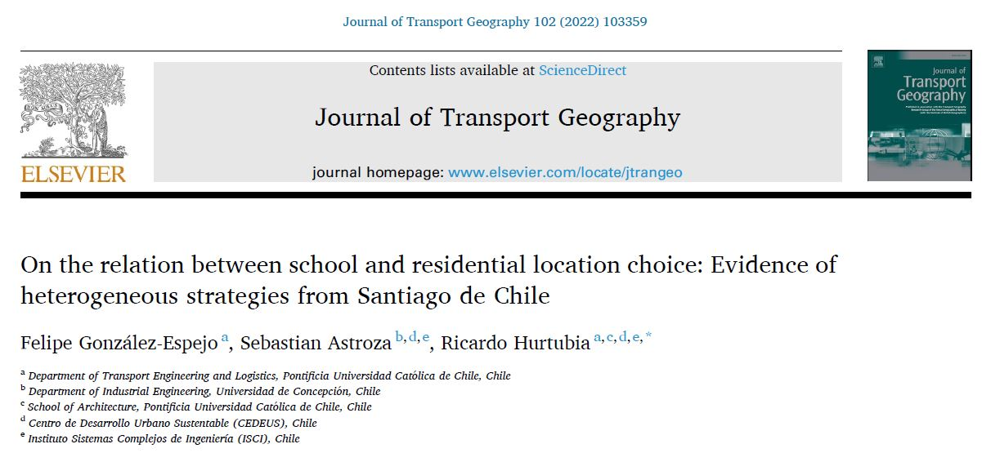 Journal of Transport Geography 102 (2022) 103359
Contents lists available at ScienceDirect
Journal of Transport Geography
journal homepage: www.elsevier.com/locate/jtrangeo
ELSEVIER
Journal of
Transport
Geography
On the relation between school and residential location choice: Evidence of
heterogeneous strategies from Santiago de Chile
Felipe González-Espejo a, Sebastian Astroza b,d,e, Ricardo Hurtubia a,c,d,e,*
a Department of Transport Engineering and Logistics, Pontificia Universidad Católica de Chile, Chile
b Department of Industrial Engineering, Universidad de Concepción, Chile
c School of Architecture, Pontificia Universidad Católica de Chile, Chile
d Centro de Desarrollo Urbano Sustentable (CEDEUS), Chile
e Instituto Sistemas Complejos de Ingeniería (ISCI), Chile